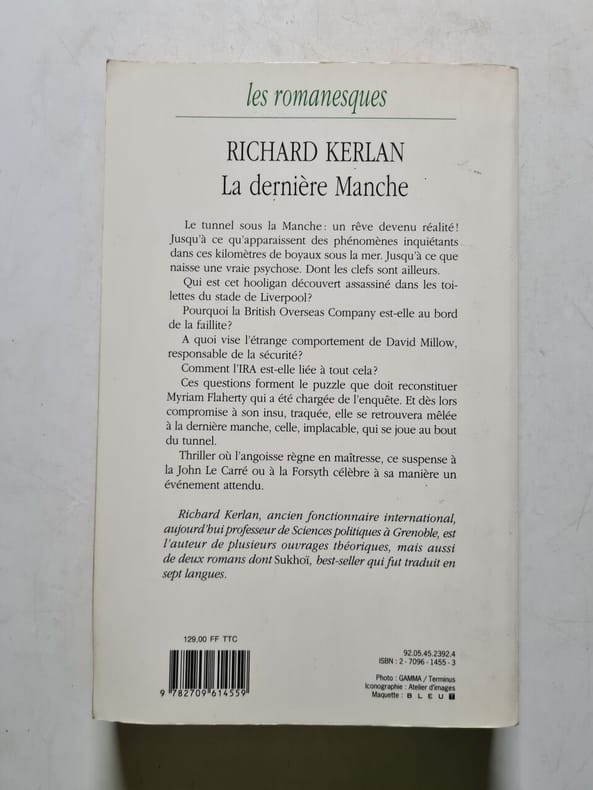 les romanesques
RICHARD KERLAN
La dernière Manche
Le tunnel sous la Manche : un rêve devenu réalité !
Jusqu'à ce qu'apparaissent des phénomènes inquiétants
dans ces kilomètres de boyaux sous la mer. Jusqu'à ce que
naisse une vraie psychose. Dont les clefs sont ailleurs.
Qui est cet hooligan découvert assassiné dans les toi-
lettes du stade de Liverpool ?
Pourquoi la British Overseas Company est-elle au bord
de la faillite ?
A quoi vise l'étrange comportement de David Millow,
responsable de la sécurité ?
Comment l'IRA est-elle liée à tout cela ?
Ces questions forment le puzzle que doit reconstituer
Myriam Flaherty qui a été chargée de l'enquête. Et dès lors
compromise à son insu, traquée, elle se retrouvera mêlée
à la dernière manche, celle, implacable, qui se joue au bout
du tunnel.
Thriller où l'angoisse règne en maîtresse, ce suspense à
la John Le Carré ou à la Forsyth célèbre à sa manière un
événement attendu.
Richard Kerlan, ancien fonctionnaire international,
aujourd'hui professeur de Sciences politiques à Grenoble, est
l'auteur de plusieurs ouvrages théoriques, mais aussi
de deux romans dont Sukhoï, best-seller qui fut traduit en
sept langues.
129,00 FF TTC
9 782709 614559
92.05.45.2392.4
ISBN : 2 - 7096 - 1455 - 3
Photo : GAMMA / Terminus
Iconographie : Atelier d'images
Maquette : BLEU T